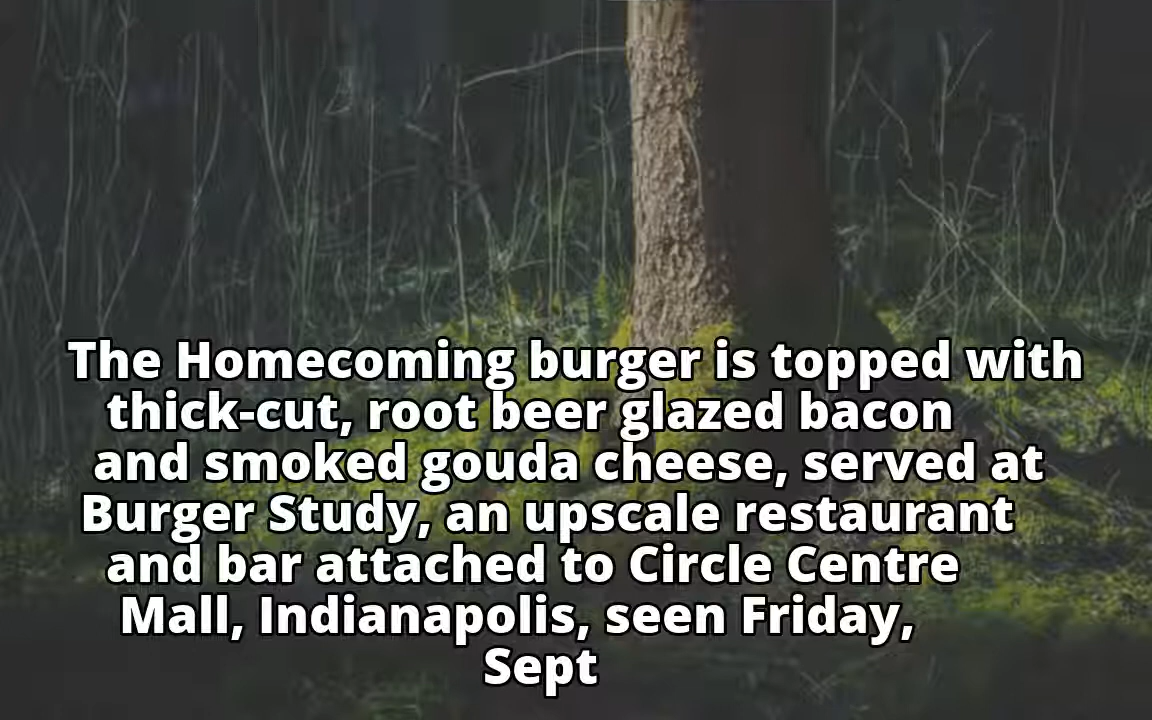 The Homecoming burger is topped with
thick-cut, root beer glazed bacon
and smoked gouda cheese, served at
Burger Study, an upscale restaurant
and bar attached to Circle Centre
Mall, Indianapolis, seen Friday,
Sept